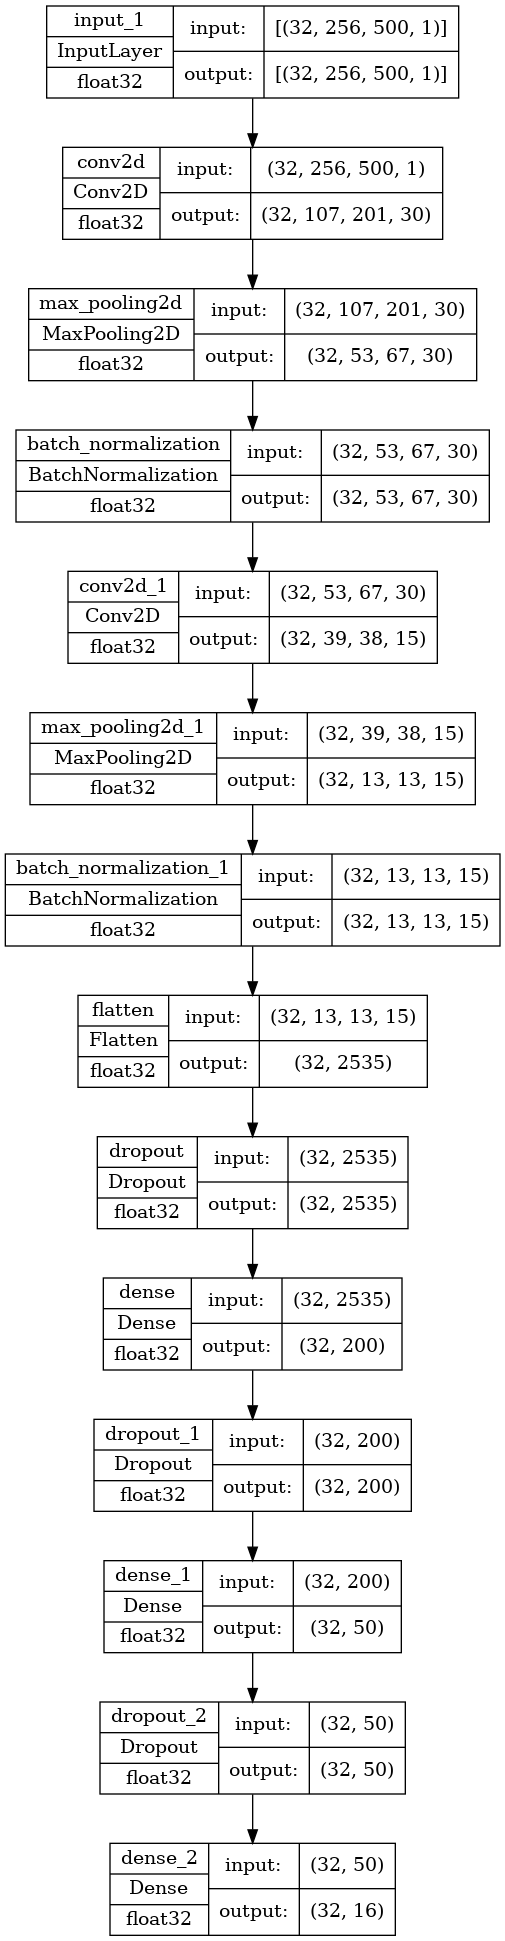 input_1
InputLayer
float32
input:
[(32, 256, 500, 1)]
output:
[(32, 256, 500, 1)]
conv2d
Conv2D
float32
input:
(32, 256, 500, 1)
output:
(32, 107, 201, 30)
max_pooling2d
MaxPooling2D
float32
input:
(32, 107, 201, 30)
output:
(32, 53, 67, 30)
batch_normalization
BatchNormalization
float32
input:
(32, 53, 67, 30)
output:
(32, 53, 67, 30)
conv2d_1
Conv2D
float32
input:
(32, 53, 67, 30)
output:
(32, 39, 38, 15)
max_pooling2d_1
MaxPooling2D
float32
input:
(32, 39, 38, 15)
output:
(32, 13, 13, 15)
batch_normalization_1
BatchNormalization
float32
input:
(32, 13, 13, 15)
output:
(32, 13, 13, 15)
flatten
Flatten
float32
input:
(32, 13, 13, 15)
output:
(32, 2535)
dropout
Dropout
float32
input:
(32, 2535)
output:
(32, 2535)
dense
Dense
float32
input:
(32, 2535)
output:
(32, 200)
dropout_1
Dropout
float32
input:
(32, 200)
output:
(32, 200)
dense_1
Dense
float32
input:
(32, 200)
output:
(32, 50)
dropout_2
Dropout
float32
input:
(32, 50)
output:
(32, 50)
dense_2
Dense
float32
input:
(32, 50)
output:
(32, 16)